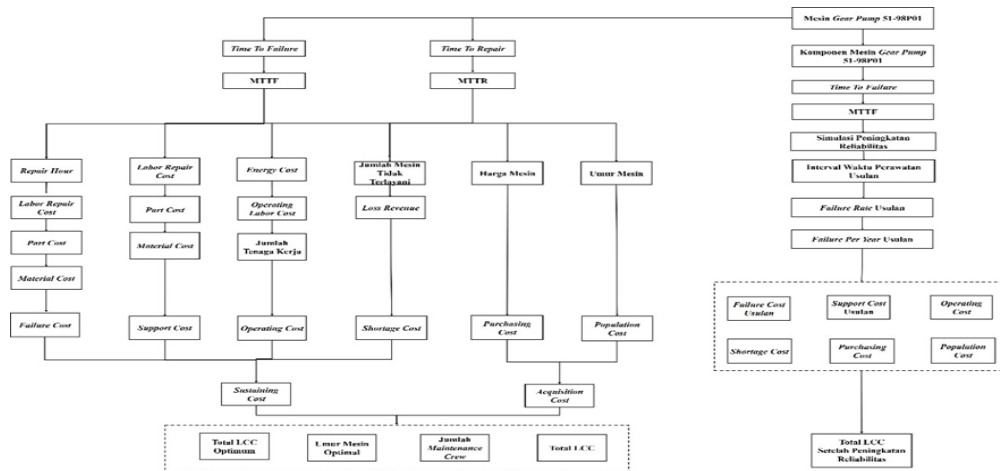 Mesin Gear Pump 51-98P01
Time To Failure
Time To Repair
Komponen Mesin Gear Pump
51-98P01
MTTF
MTTR
Time To Failure
MTTF
Simulasi Peningkatan
Reliabilitas
Interval Waktu Perawatan
Usulan
Failure Rate Usulan
Failure Per Year Usulan
Repair Hour
Labor Repair
Cost
Energy Cost
Jumlah Mesin
Tidak
Terlayani
Harga Mesin
Umur Mesin
Labor Repair
Cost
Part Cost
Operating
Labor Cost
Loss Revenue
Part Cost
Material Cost
Jumlah
Tenaga Kerja
Material Cost
Failure Cost
Support Cost
Operating Cost
Shortage Cost
Purchasing
Cost
Population
Cost
Failure Cost
Usulan
Support Cost
Usulan
Operating
Cost
Shortage Cost
Purchasing
Cost
Population
Cost
Sustaining
Cost
Acquisition
Cost
Total LCC
Optimum
Umur Mesin
Optimal
Jumlah
Maintenance
Crew
Total LCC
Total LCC
Setelah Peningkatan
Reliabilitas